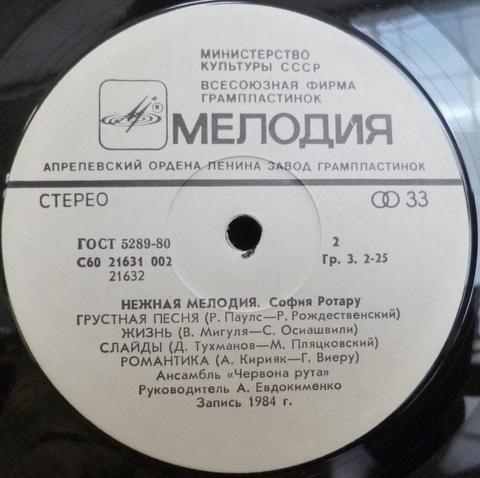 МИНИСТЕРСТВО
КУЛЬТУРЫ СССР
ВСЕСОЮЗНАЯ ФИРМА
ГРАМПЛАСТИНОК
МЕЛОДИЯ
АПРЕЛЕВСКИЙ ОРДЕНА ЛЕНИНА ЗАВОД ГРАМПЛАСТИНОК
СТЕРЕО 33
ГОСТ 5289-80 2
С60 21631 002 Гр. 3. 2-25
21632
НЕЖНАЯ МЕЛОДИЯ. София Ротару
ГРУСТНАЯ ПЕСНЯ (Р. Паулс—Р. Рождественский)
ЖИЗНЬ (В. Мигуля—С. Осиашвили)
СЛАЙДЫ (Д. Тухманов—М. Пляцковский)
РОМАНТИКА (А. Кирияк—Г. Виеру)
Ансамбль «Червона рута»
Руководитель А. Евдокименко
Запись 1984 г.